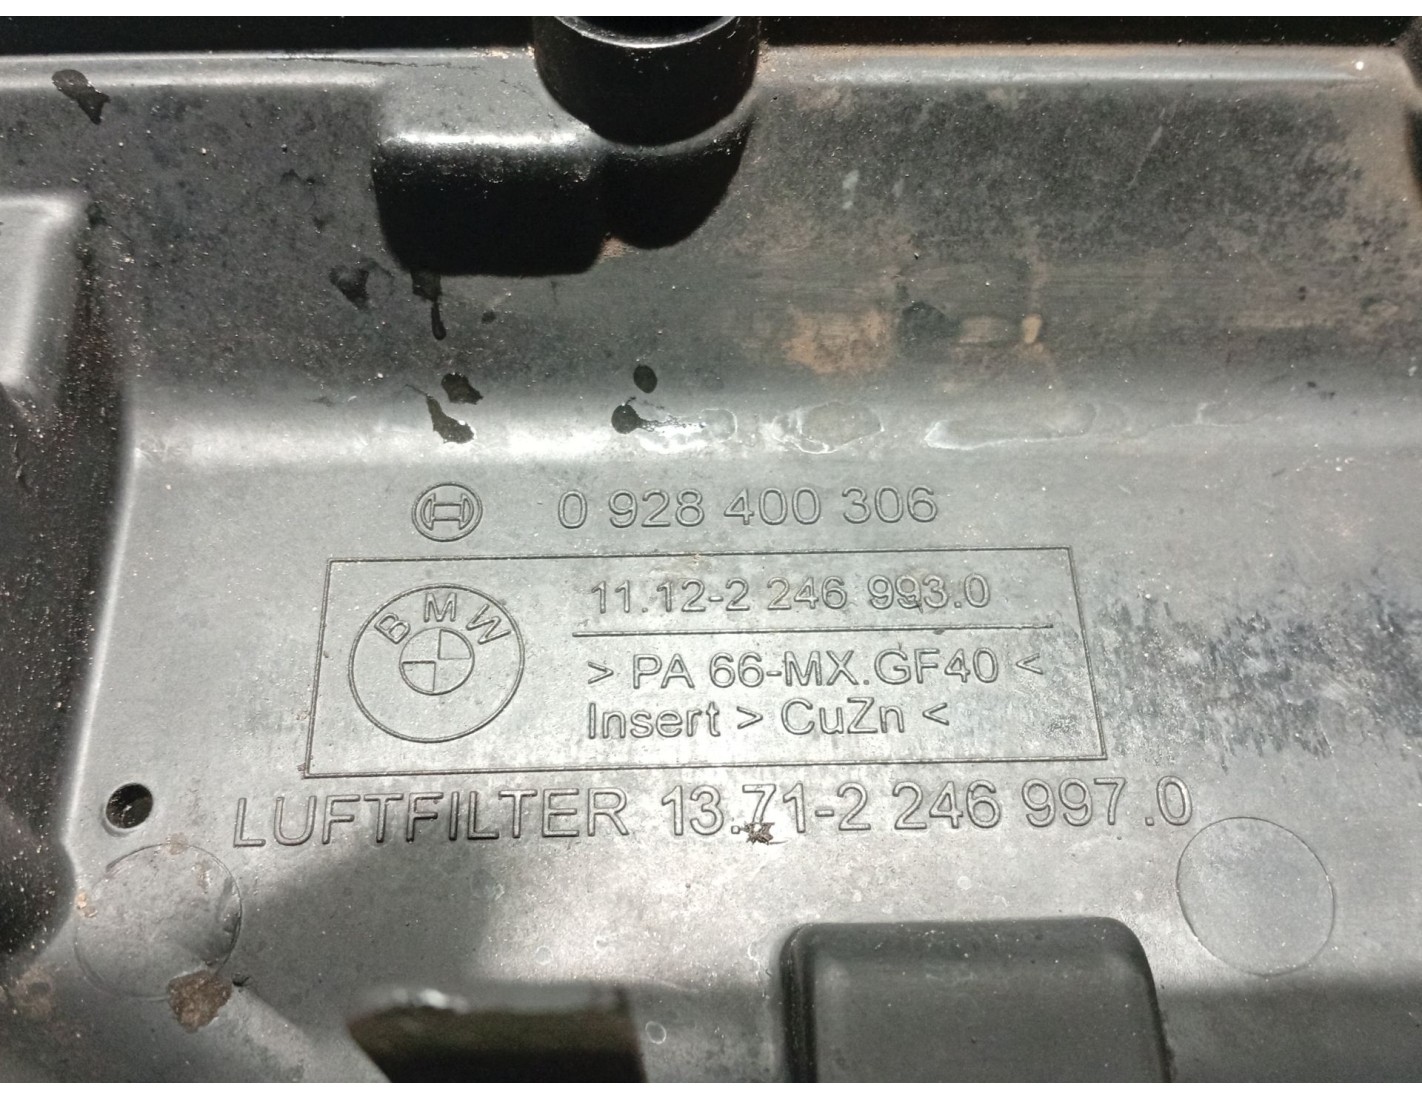 0 928 400 306
BMW
11.12-2 246 993.0
> PA 66-MX.GF40 <
Insert > CuZn <
LUFTFILTER 13.71-2 246 997.0